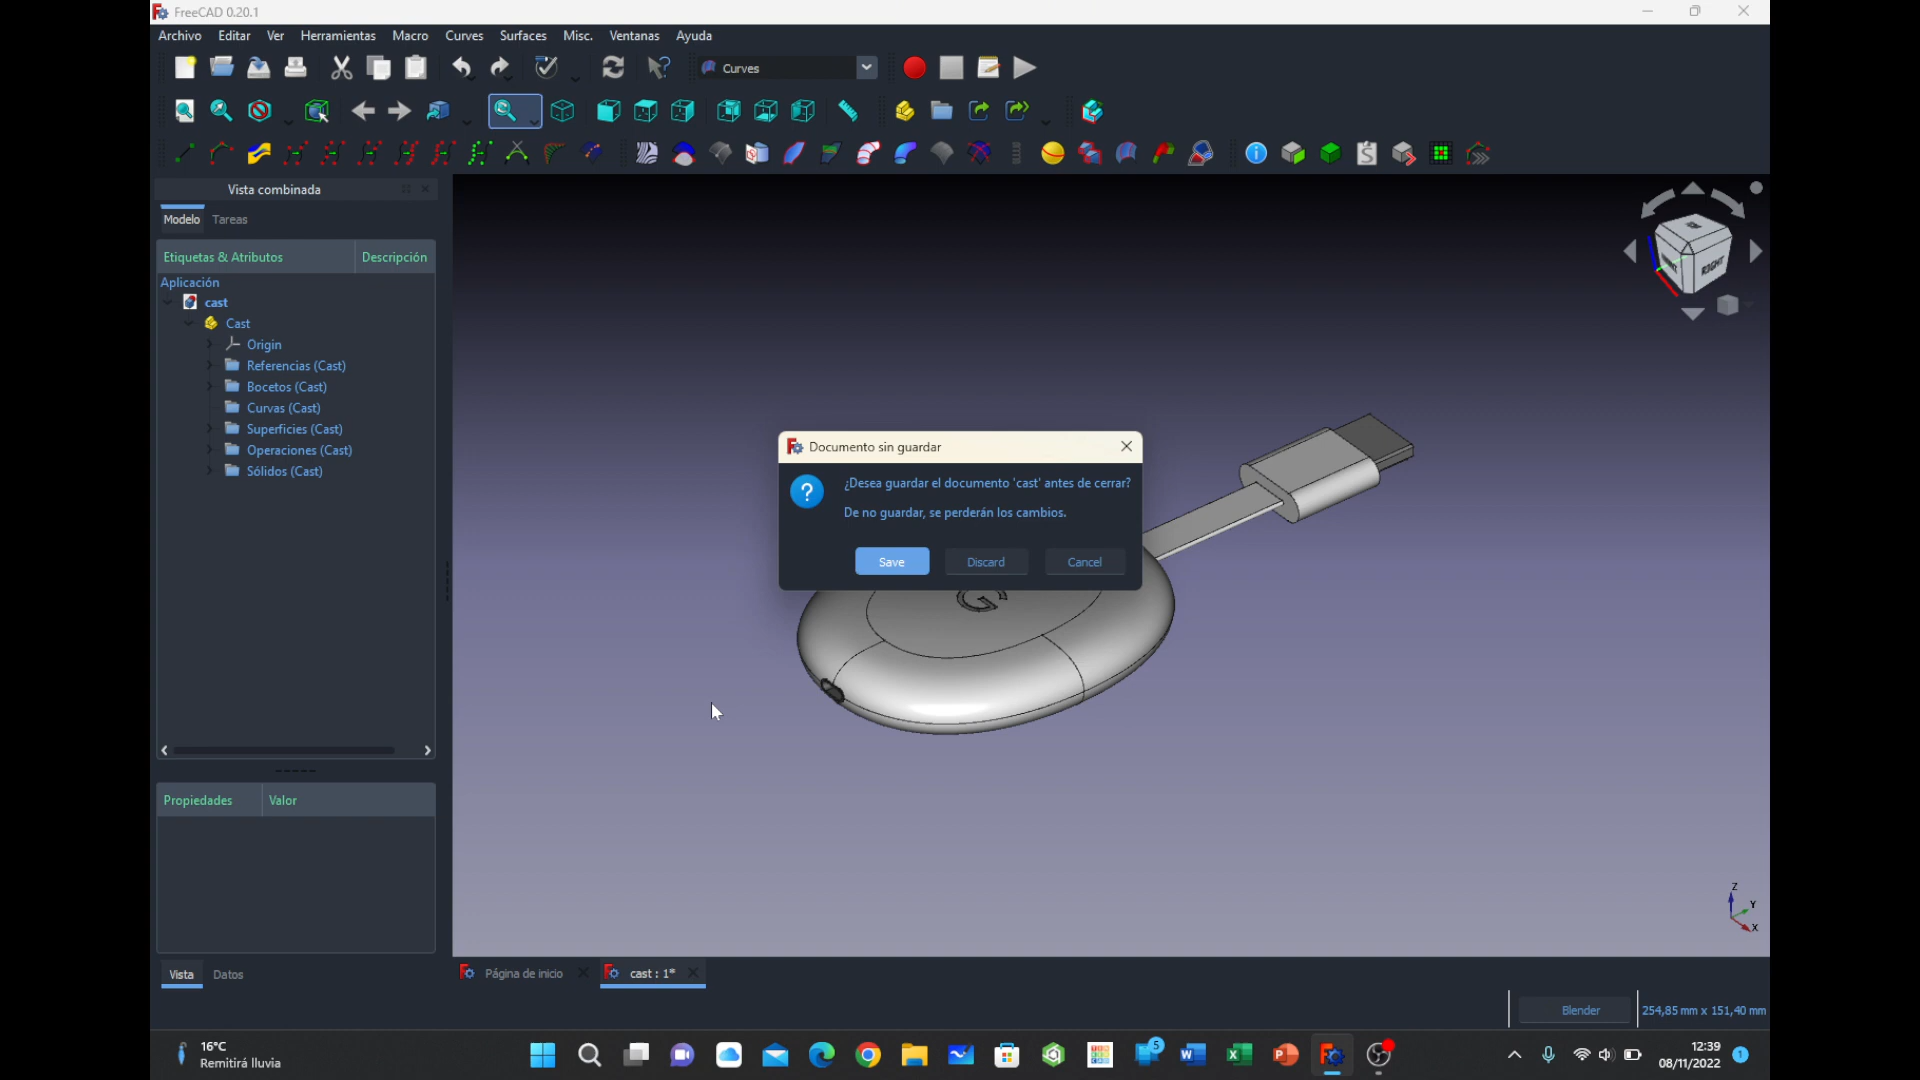 FreeCAD 0.20.1
Archivo Editar Ver Herramientas Macro Curves Surfaces Misc. Ventanas Ayuda
Curves
Vista combinada
Modelo Tareas
Etiquetas & Atributos Descripción
Aplicación
cast
Cast
Origin
Referencias (Cast)
Bocetos (Cast)
Curvas (Cast)
Superficies (Cast)
Operaciones (Cast)
Sólidos (Cast)
RIGHT
Documento sin guardar
¿Desea guardar el documento 'cast' antes de cerrar?
De no guardar, se perderán los cambios.
Save Discard Cancel
G
Propiedades Valor
Z
Y
X
Vista Datos
Página de inicio cast : 1*
Blender 254,85 mm x 151,40 mm
16°C
Remitirá lluvia
5
12:39
08/11/2022
1